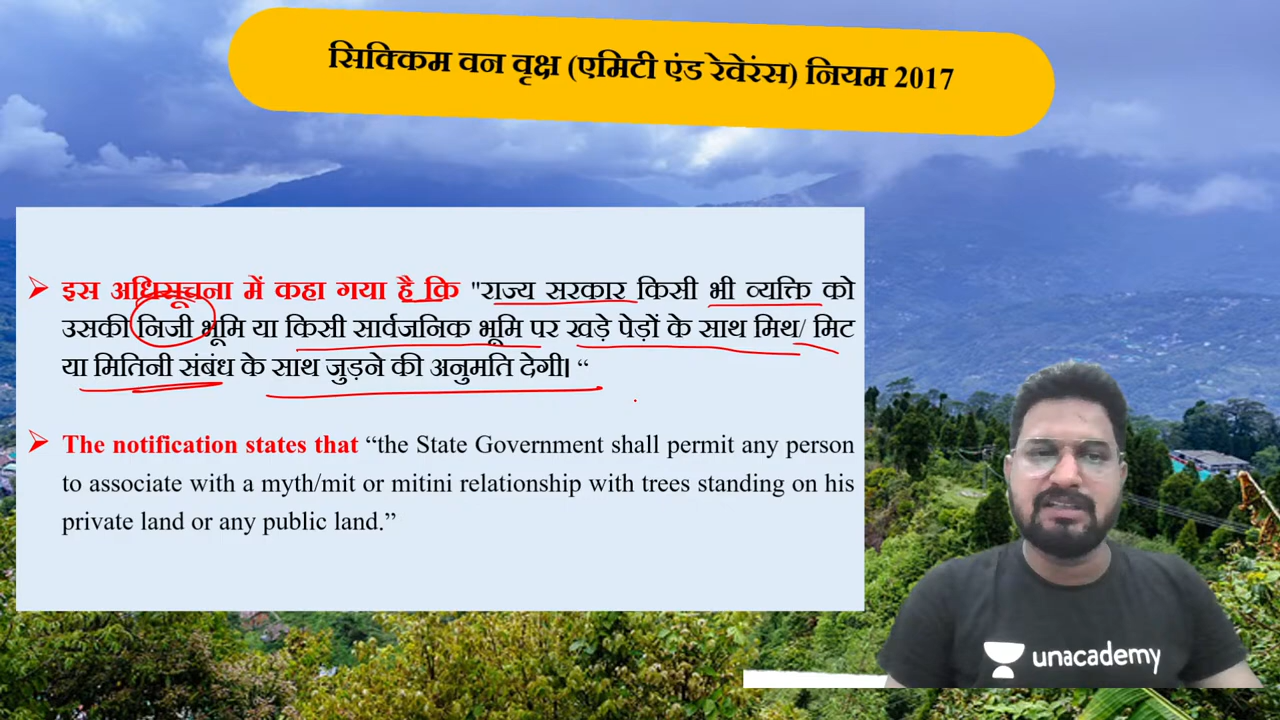 सिक्किम वन वृक्ष (एमिटी एंड रेवेरंस) नियम 2017
इस अधिसूचना में कहा गया है कि "राज्य सरकार किसी भी व्यक्ति को
उसकी निजी भूमि या किसी सार्वजनिक भूमि पर खड़े पेड़ों के साथ मिथ/ मिट
या मितिनी संबंध के साथ जुड़ने की अनुमति देगी। “
The notification states that “the State Government shall permit any person
to associate with a myth/mit or mitini relationship with trees standing on his
private land or any public land.”
unacademy